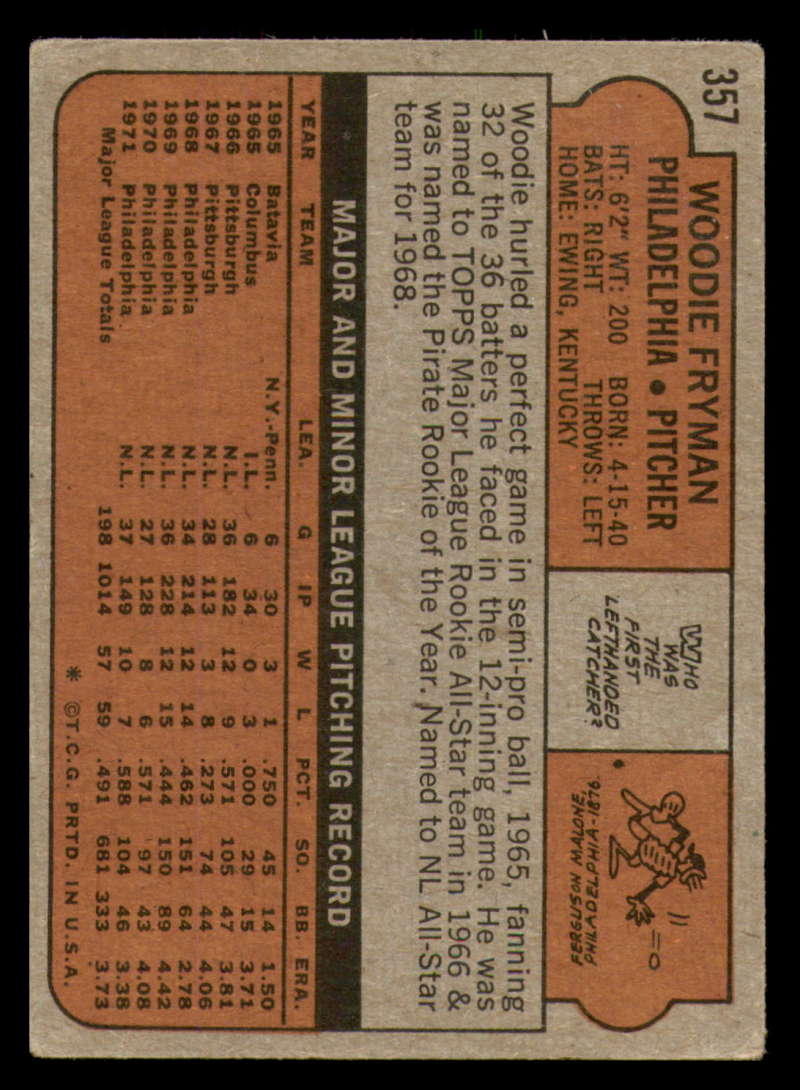 357
WOODIE FRYMAN
PHILADELPHIA • PITCHER
HT: 6'2" WT: 200 BORN: 4-15-40
BATS: RIGHT THROWS: LEFT
HOME: EWING, KENTUCKY
WHO
WAS
THE
FIRST
LEFTHANDED
CATCHER?
FERGUSON MALONE,
PHILADELPHIA-1876.
Woodie hurled a perfect game in semi-pro ball, 1965, fanning
32 of the 36 batters he faced in the 12-inning game. He was
named to TOPPS Major League Rookie All-Star team in 1966 &
was named the Pirate Rookie of the Year. Named to NL All-Star
team for 1968.
MAJOR AND MINOR LEAGUE PITCHING RECORD
YEAR TEAM LEA. G IP W L PCT. SO. BB. ERA.
1965 Batavia N.Y.-Penn. 6 30 3 1 .750 45 14 1.50
1965 Columbus I.L. 6 34 0 3 .000 29 15 3.71
1966 Pittsburgh N.L. 36 182 12 9 .571 105 47 3.81
1967 Pittsburgh N.L. 28 113 3 8 .273 74 44 4.06
1968 Philadelphia N.L. 34 214 12 14 .462 151 64 2.78
1969 Philadelphia N.L. 36 228 12 15 .444 150 89 4.42
1970 Philadelphia N.L. 27 128 8 6 .571 97 43 4.08
1971 Philadelphia N.L. 37 149 10 7 .588 104 46 3.38
Major League Totals 198 1014 57 59 .491 681 333 3.73
* ©T.C.G. PRTD. IN U.S.A.